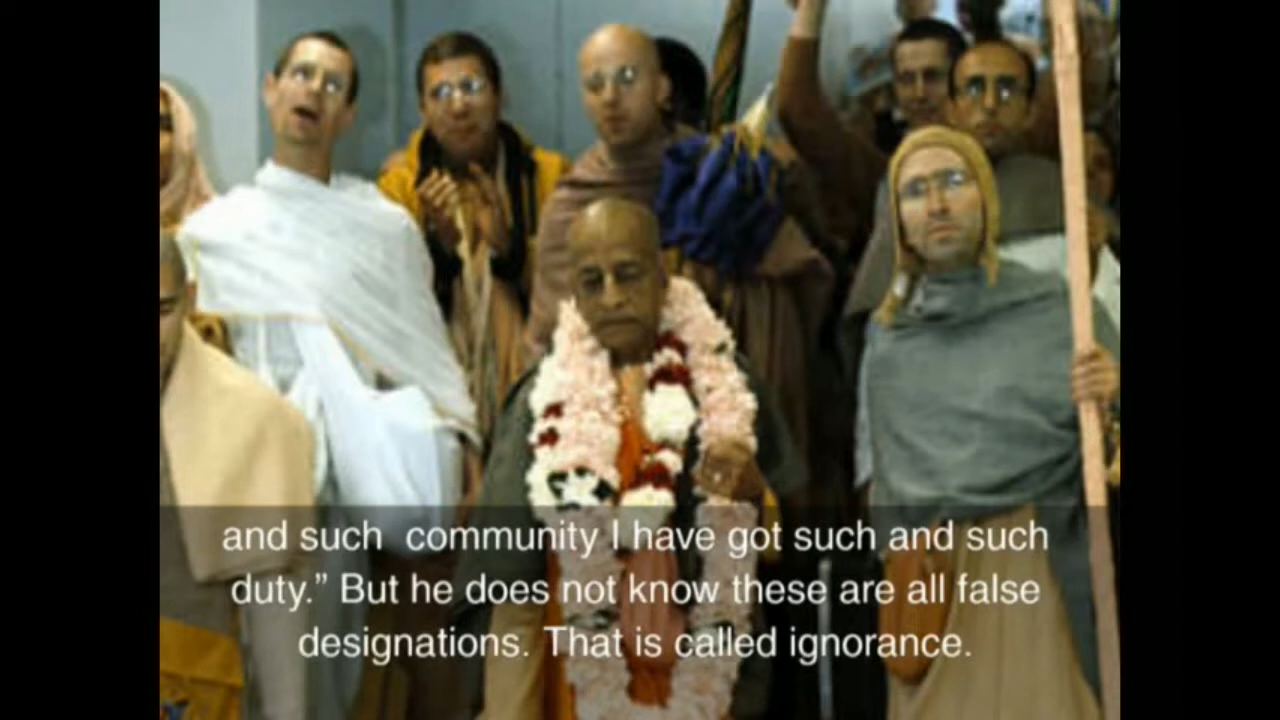 and such  community I have got such and such
duty.” But he does not know these are all false
designations. That is called ignorance.